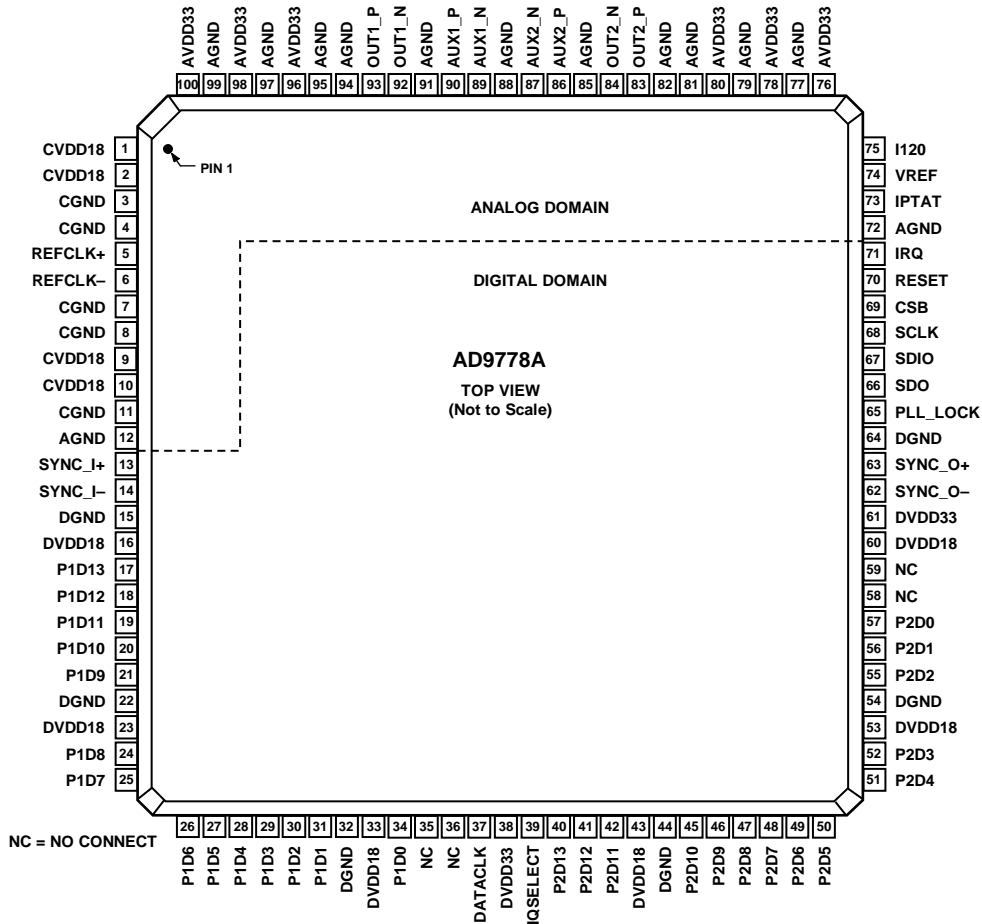 AVDD33 100
AGND 99
AVDD33 98
AGND 97
AVDD33 96
AGND 95
AGND 94
OUT1_P 93
OUT1_N 92
AGND 91
AUX1_P 90
AUX1_N 89
AGND 88
AUX2_N 87
AUX2_P 86
AGND 85
OUT2_N 84
OUT2_P 83
AGND 82
AGND 81
AVDD33 80
AGND 79
AVDD33 78
AGND 77
AVDD33 76
CVDD18 1
CVDD18 2
CGND 3
CGND 4
REFCLK+ 5
REFCLK– 6
CGND 7
CGND 8
CVDD18 9
CVDD18 10
CGND 11
AGND 12
SYNC_I+ 13
SYNC_I– 14
DGND 15
DVDD18 16
P1D13 17
P1D12 18
P1D11 19
P1D10 20
P1D9 21
DGND 22
DVDD18 23
P1D8 24
P1D7 25
PIN 1
ANALOG DOMAIN
DIGITAL DOMAIN
AD9778A
TOP VIEW
(Not to Scale)
75 I120
74 VREF
73 IPTAT
72 AGND
71 IRQ
70 RESET
69 CSB
68 SCLK
67 SDIO
66 SDO
65 PLL_LOCK
64 DGND
63 SYNC_O+
62 SYNC_O–
61 DVDD33
60 DVDD18
59 NC
58 NC
57 P2D0
56 P2D1
55 P2D2
54 DGND
53 DVDD18
52 P2D3
51 P2D4
26 P1D6
27 P1D5
28 P1D4
29 P1D3
30 P1D2
31 P1D1
32 DGND
33 DVDD18
34 P1D0
35 NC
36 NC
37 DATACLK
38 DVDD33
39 IQSELECT
40 P2D13
41 P2D12
42 P2D11
43 DVDD18
44 DGND
45 P2D10
46 P2D9
47 P2D8
48 P2D7
49 P2D6
50 P2D5
NC = NO CONNECT